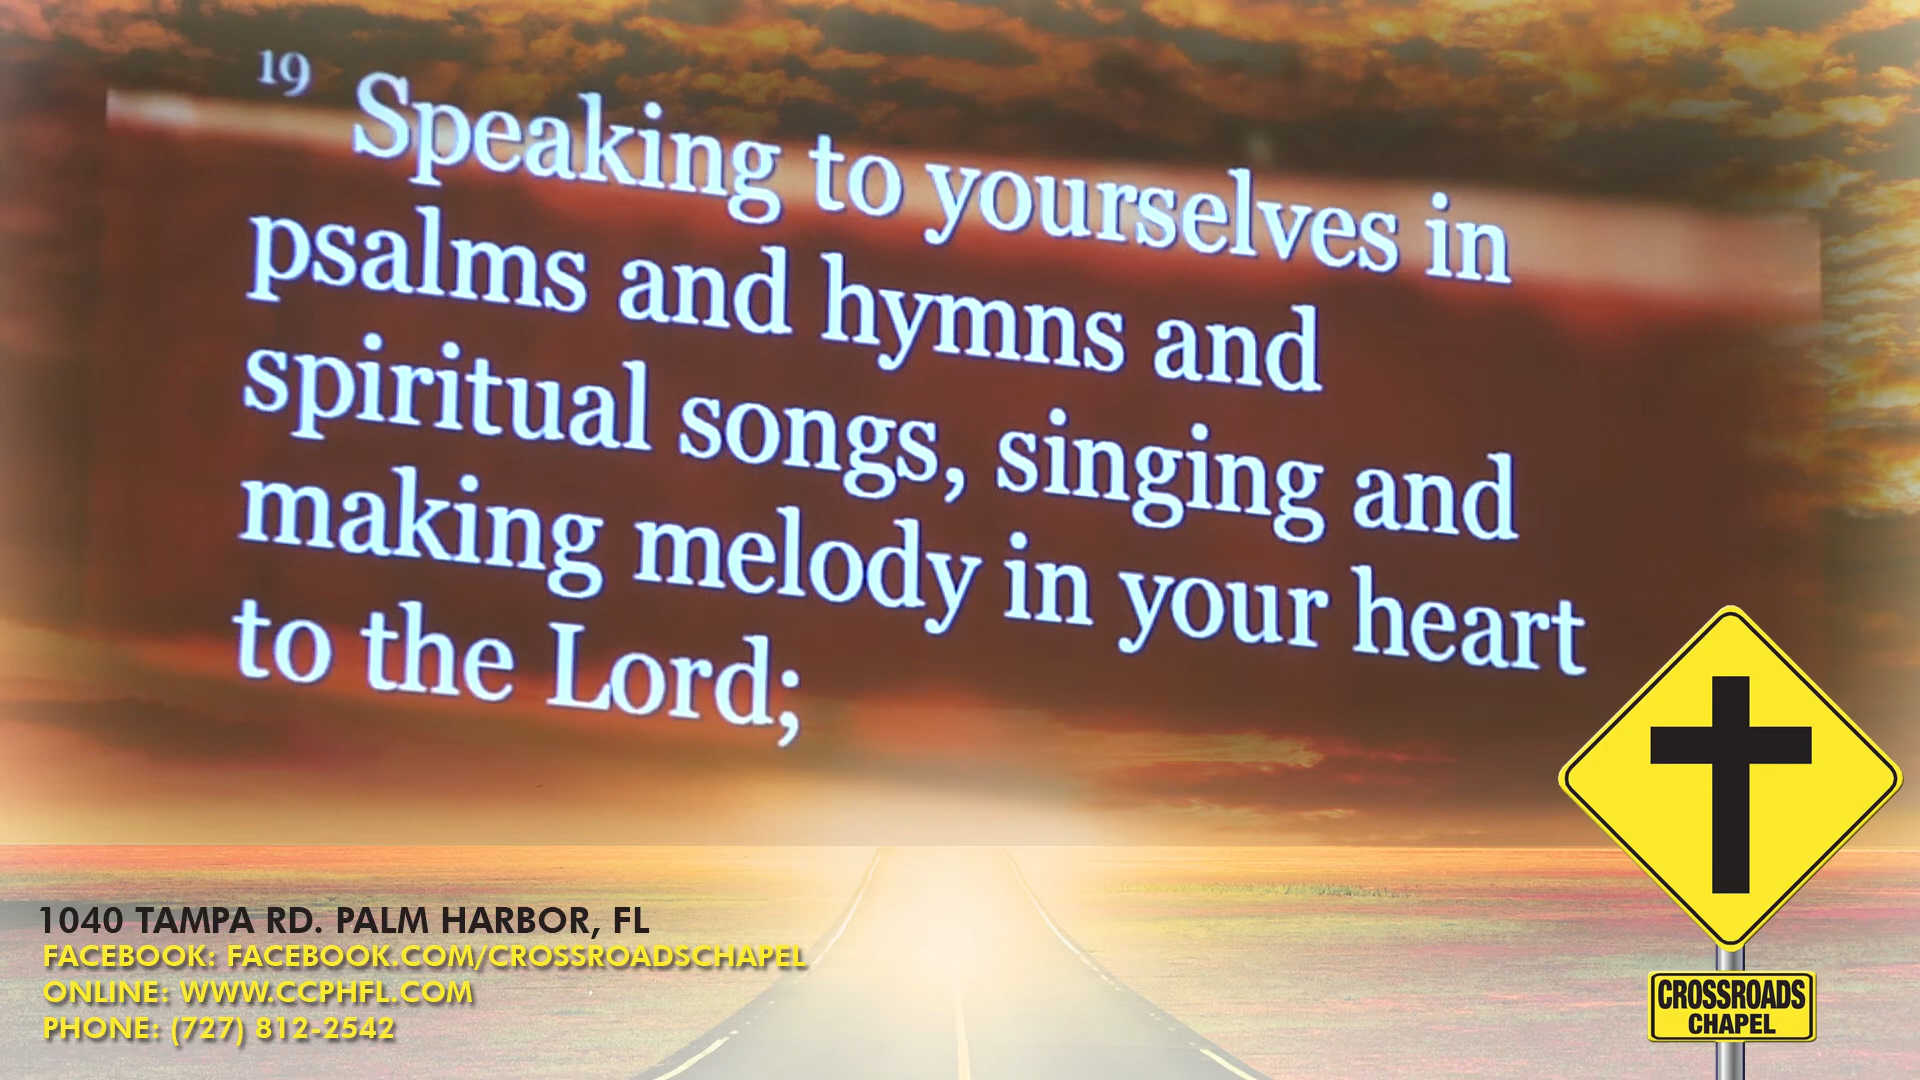 19 Speaking to yourselves in
psalms and hymns and
spiritual songs, singing and
making melody in your heart
to the Lord;
1040 TAMPA RD. PALM HARBOR, FL
FACEBOOK: FACEBOOK.COM/CROSSROADSCHAPEL
ONLINE: WWW.CCPHFL.COM
PHONE: (727) 812-2542
CROSSROADS
CHAPEL